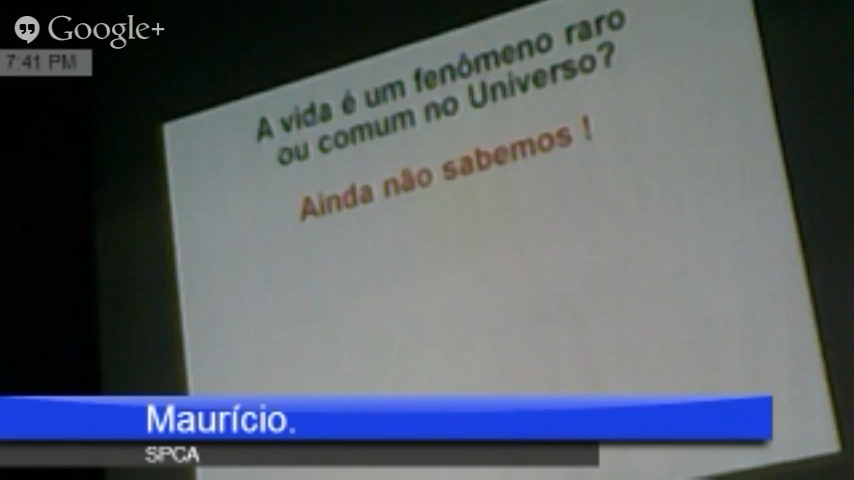 Google+
7:41 PM
A vida é um fenômeno raro
ou comum no Universo?
Ainda não sabemos !
Maurício.
SPCA